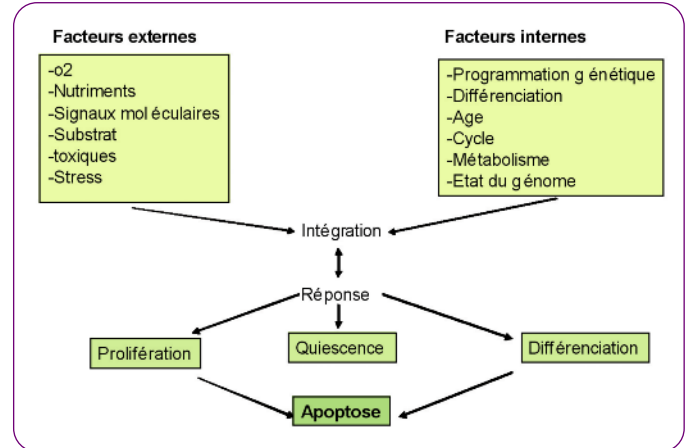 Facteurs externes
-o2
-Nutriments
-Signaux mol éculaires
-Substrat
-toxiques
-Stress
Facteurs internes
-Programmation g énétique
-Différenciation
-Age
-Cycle
-Métabolisme
-Etat du génome
Intégration
Réponse
Prolifération
Quiescence
Différenciation
Apoptose